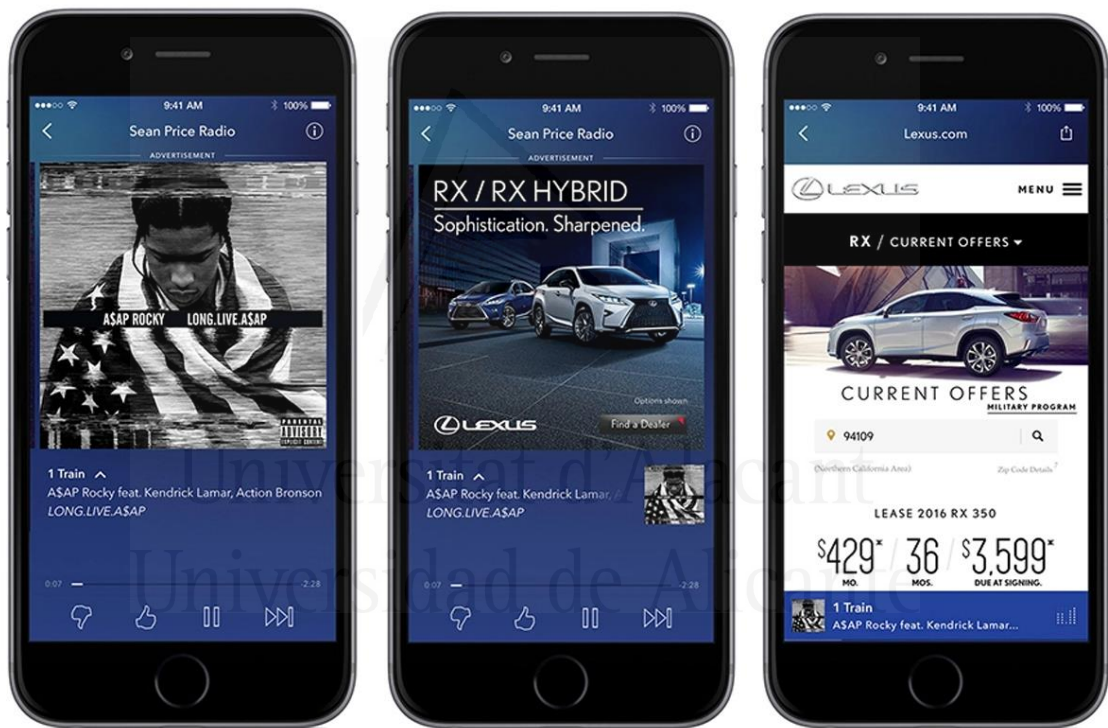 9:41 AM
100%
Sean Price Radio
ADVERTISEMENT
A$AP ROCKY LONG.LIVE.A$AP
PARENTAL
ADVISORY
EXPLICIT CONTENT
1 Train
A$AP Rocky feat. Kendrick Lamar, Action Bronson
LONG.LIVE.A$AP
0:07
-2:28
9:41 AM
100%
Sean Price Radio
ADVERTISEMENT
RX / RX HYBRID
Sophistication. Sharpened.
Options shown
LEXUS
Find a Dealer
1 Train
A$AP Rocky feat. Kendrick Lamar,
LONG.LIVE.A$AP
0:07
-2:28
9:41 AM
100%
Lexus.com
LEXUS
MENU
RX / CURRENT OFFERS
CURRENT OFFERS
MILITARY PROGRAM
94109
(Northern California Area)
Zip Code Details ?
LEASE 2016 RX 350
$429* / 36 / $3,599*
MO. MOS. DUE AT SIGNING.
1 Train
A$AP Rocky feat. Kendrick Lamar...
Universitat d'Alacant
Universidad de Alicante